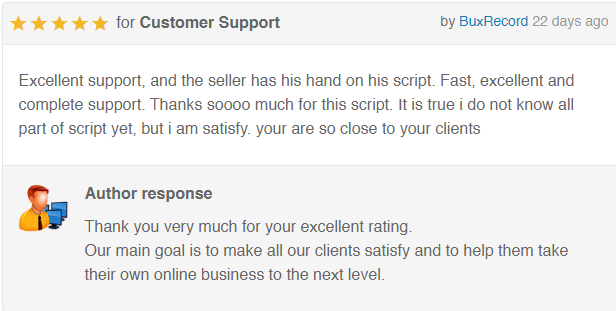 for Customer Support by BuxRecord 22 days ago
Excellent support, and the seller has his hand on his script. Fast, excellent and
complete support. Thanks soooo much for this script. It is true i do not know all
part of script yet, but i am satisfy. your are so close to your clients
Author response
Thank you very much for your excellent rating.
Our main goal is to make all our clients satisfy and to help them take
their own online business to the next level.